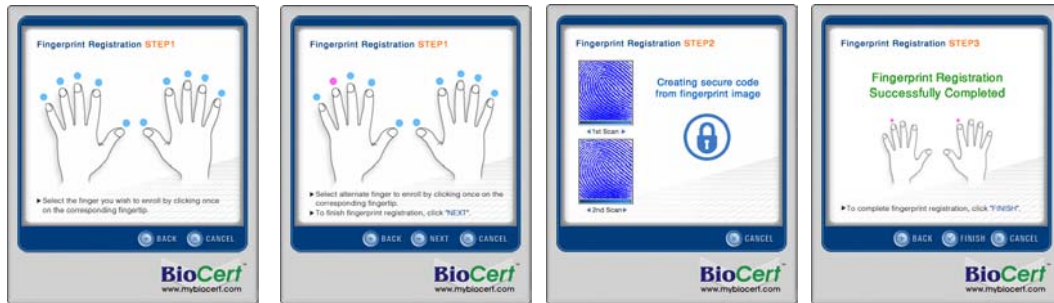 Fingerprint Registration STEP1
▶ Select the finger you wish to enroll by clicking once
on the corresponding fingertip.
BACK CANCEL
BioCert™
www.mybiocert.com
Fingerprint Registration STEP1
▶ Select alternate finger to enroll by clicking once on the
corresponding fingertip.
▶ To finish fingerprint registration, click "NEXT".
BACK NEXT CANCEL
BioCert™
www.mybiocert.com
Fingerprint Registration STEP2
Creating secure code
from fingerprint image
◀1st Scan▶
◀2nd Scan▶
CANCEL
BioCert™
www.mybiocert.com
Fingerprint Registration STEP3
Fingerprint Registration
Successfully Completed
▶ To complete fingerprint registration, click "FINISH".
BACK FINISH CANCEL
BioCert™
www.mybiocert.com